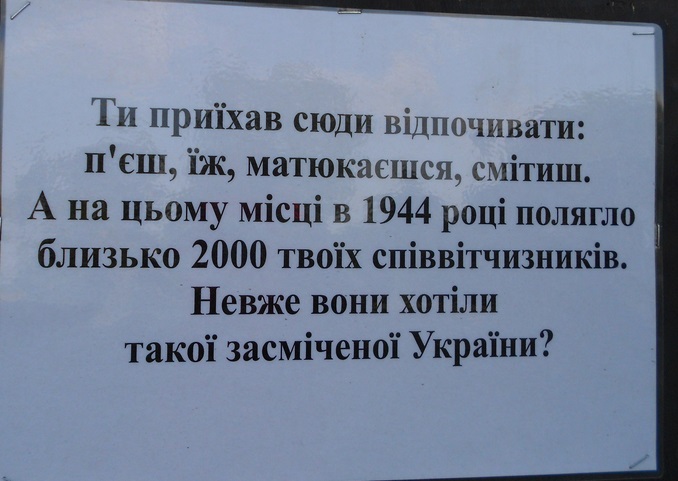 Ти приїхав сюди відпочивати:
п'єш, їж, матюкаєшся, смітиш.
А на цьому місці в 1944 році полягло
близько 2000 твоїх співвітчизників.
Невже вони хотіли
такої засміченої України?